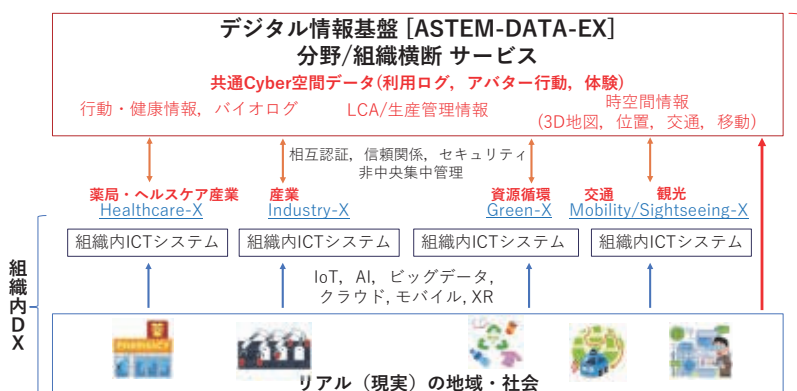 デジタル情報基盤 [ASTEM-DATA-EX]
分野/組織横断 サービス
共通Cyber空間データ(利用ログ，アバター行動，体験)
行動・健康情報，バイオログ
LCA/生産管理情報
時空間情報
(3D地図，位置，交通，移動)
相互認証，信頼関係，セキュリティ
非中央集中管理
薬局・ヘルスケア産業
Healthcare-X
産業
Industry-X
資源循環
Green-X
交通
観光
Mobility/Sightseeing-X
組織内ICTシステム
組織内ICTシステム
組織内ICTシステム
組織内ICTシステム
組織内DX
IoT，AI，ビッグデータ,
クラウド，モバイル, XR
PHARMACY
リアル（現実）の地域・社会